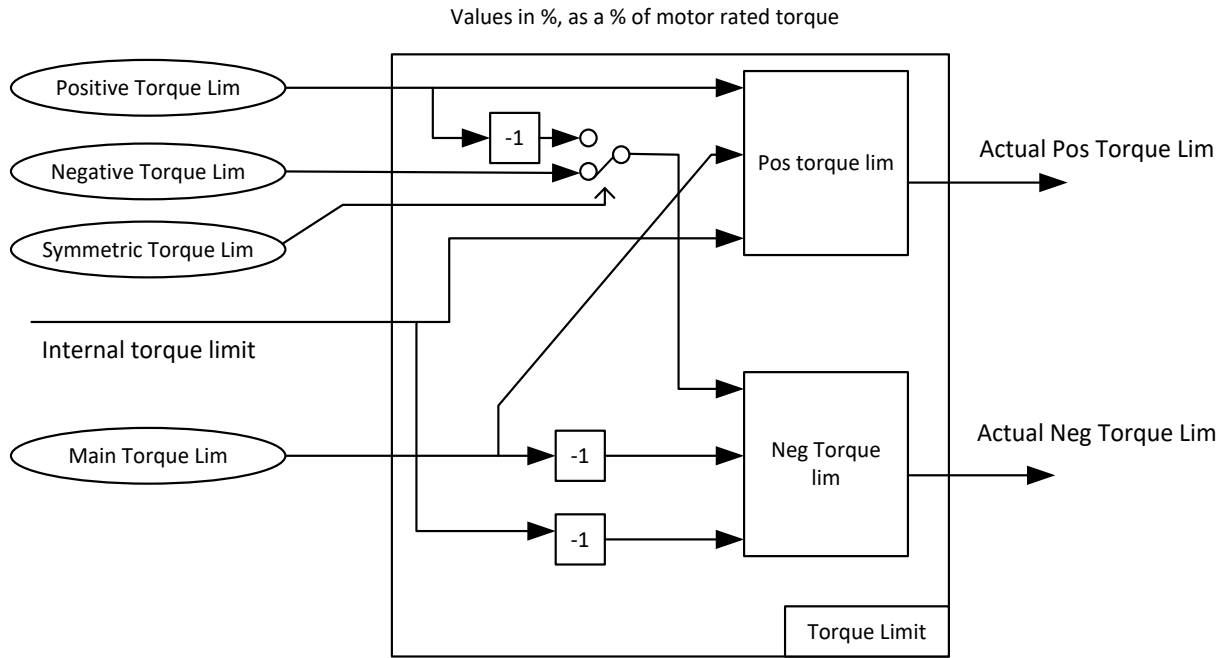 Values in %, as a % of motor rated torque
Positive Torque Lim
-1
Negative Torque Lim
Pos torque lim
Actual Pos Torque Lim
Symmetric Torque Lim
Internal torque limit
Main Torque Lim
-1
Neg Torque
lim
Actual Neg Torque Lim
-1
Torque Limit